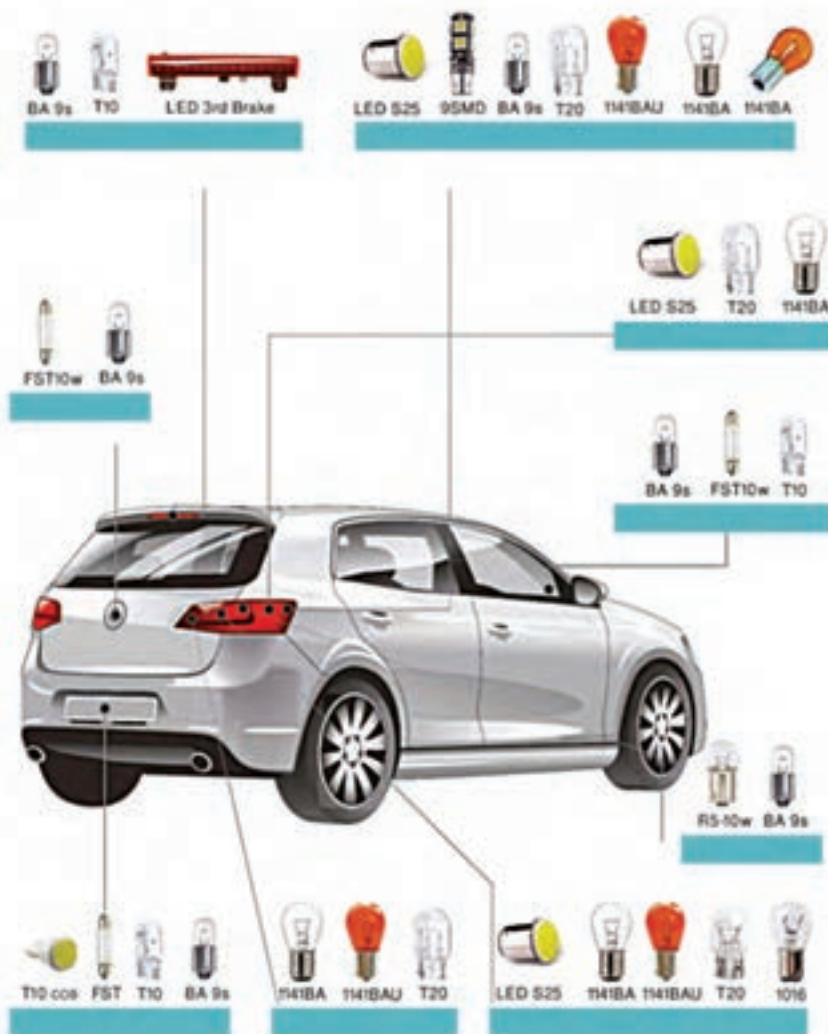 BA 9s T10 LED 3rd Brake
LED S25 9SMD BA 9s T20 1141BAU 1141BA 1141BA
LED S25 T20 1141BA
FST10w BA 9s
BA 9s FST10w T10
R5-10w BA 9s
T10 cos FST T10 BA 9s
1141BA 1141BAU T20
LED S25 1141BA 1141BAU T20 1016